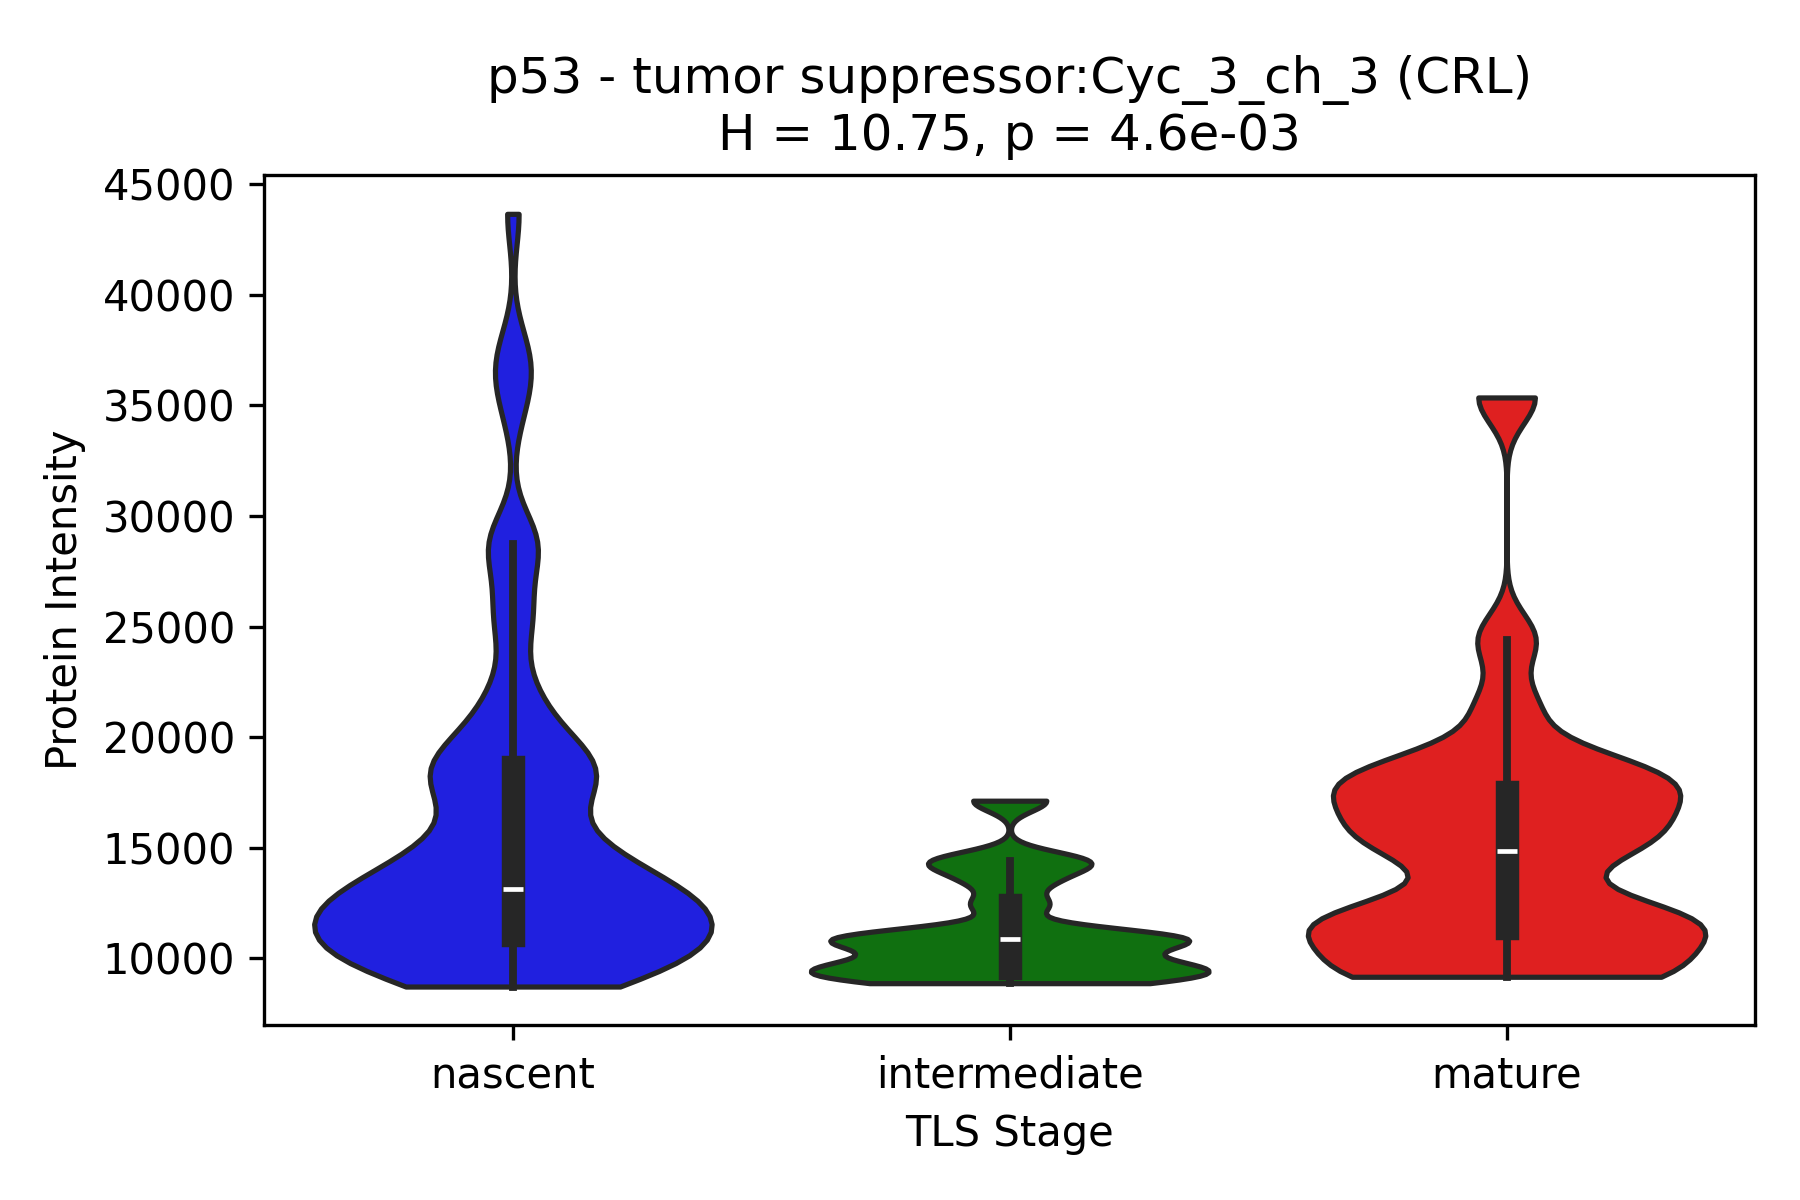 p53 - tumor suppressor:Cyc_3_ch_3 (CRL)
H = 10.75, p = 4.6e-03
45000
40000
35000
30000
25000
20000
15000
10000
Protein Intensity
nascent
intermediate
mature
TLS Stage